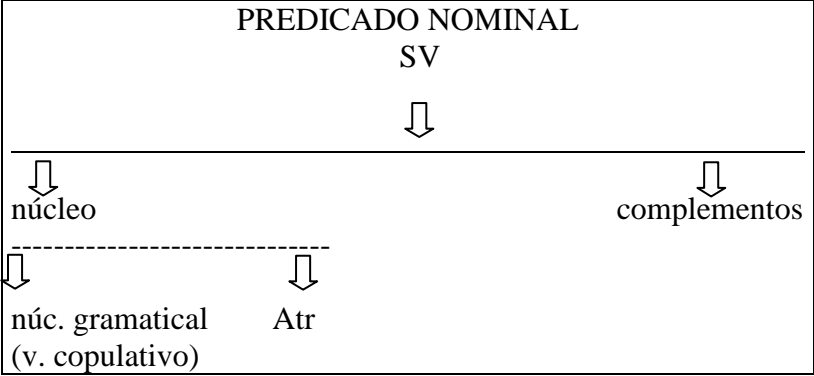 PREDICADO NOMINAL
SV
núcleo complementos
núc. gramatical Atr
(v. copulativo)